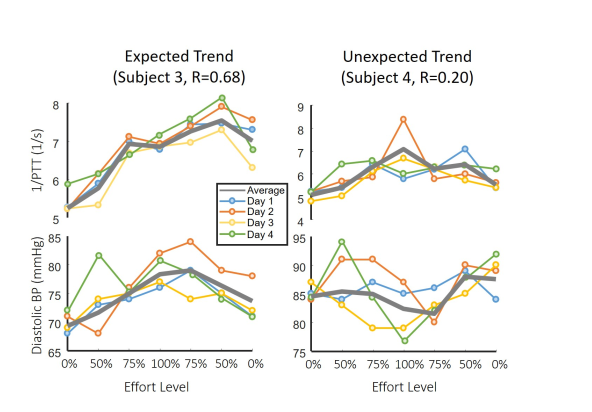 Expected Trend
(Subject 3, R=0.68)
Unexpected Trend
(Subject 4, R=0.20)
1/PTT (1/s)
8
7
6
5
9
8
7
6
5
4
Average
Day 1
Day 2
Day 3
Day 4
Diastolic BP (mmHg)
85
80
75
70
65
95
90
85
80
75
0% 50% 75% 100% 75% 50% 0%
0% 50% 75% 100% 75% 50% 0%
Effort Level
Effort Level